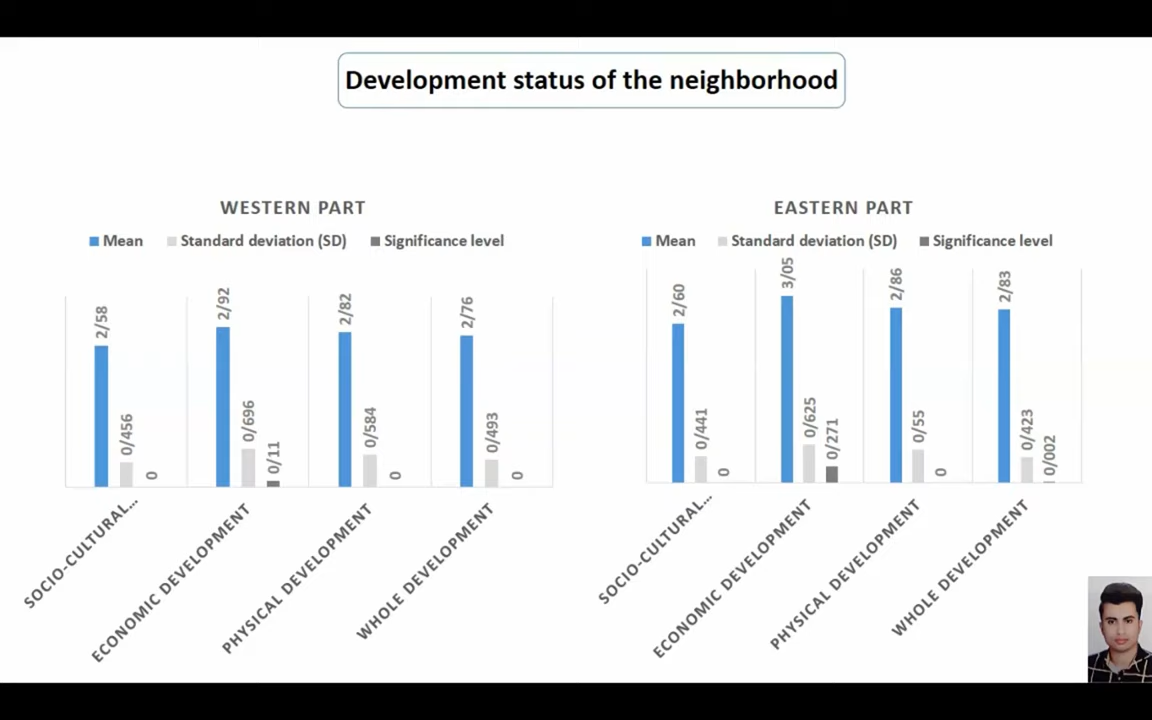 Development status of the neighborhood
WESTERN PART
Mean Standard deviation (SD) Significance level
2/58
0/456
0
2/92
0/696
0/11
2/82
0/584
0
2/76
0/493
0
SOCIO-CULTURAL...
ECONOMIC DEVELOPMENT
PHYSICAL DEVELOPMENT
WHOLE DEVELOPMENT
EASTERN PART
Mean Standard deviation (SD) Significance level
2/60
0/441
0
3/05
0/625
0/271
2/86
0/55
0
2/83
0/423
0/002
SOCIO-CULTURAL...
ECONOMIC DEVELOPMENT
PHYSICAL DEVELOPMENT
WHOLE DEVELOPMENT